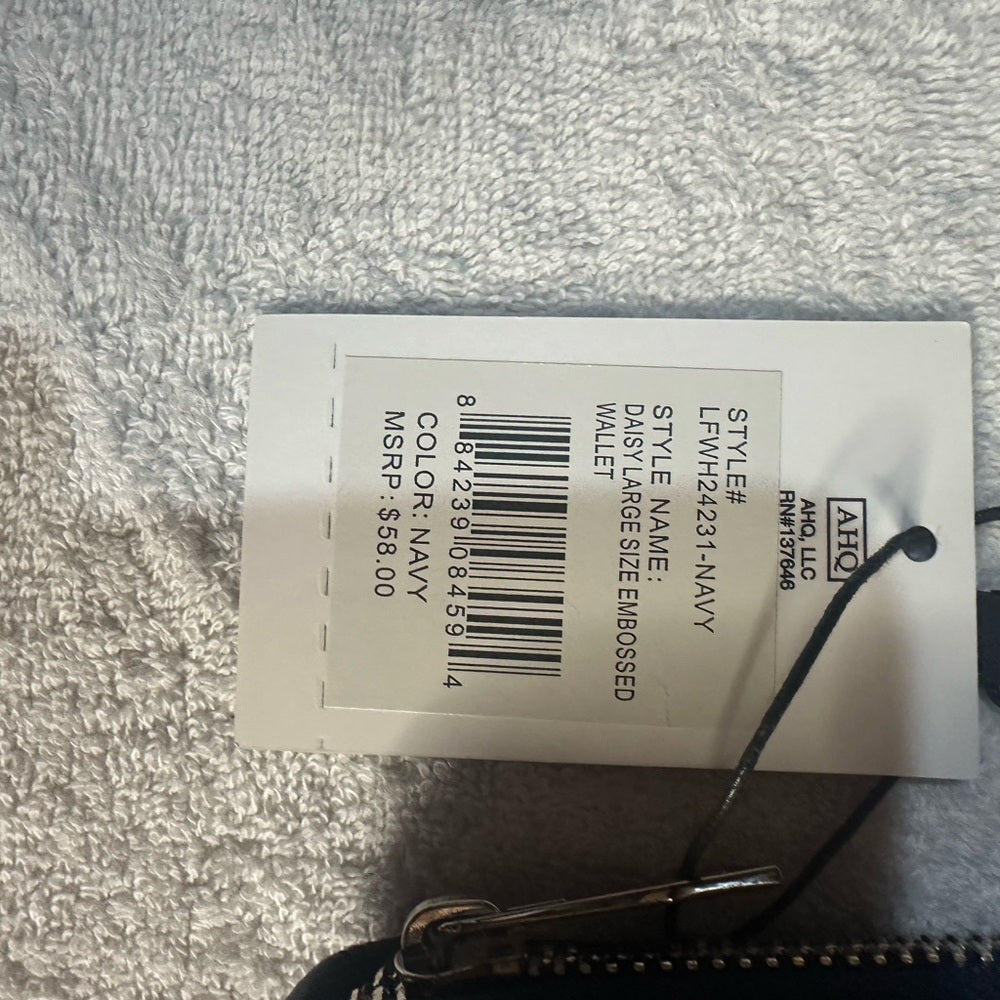 AHQ
AHQ, LLC
RN#137646
STYLE#
LFWH24231-NAVY
STYLE NAME:
DAISY LARGE SIZE EMBOSSED
WALLET
8 84239 08459 4
COLOR: NAVY
MSRP: $58.00